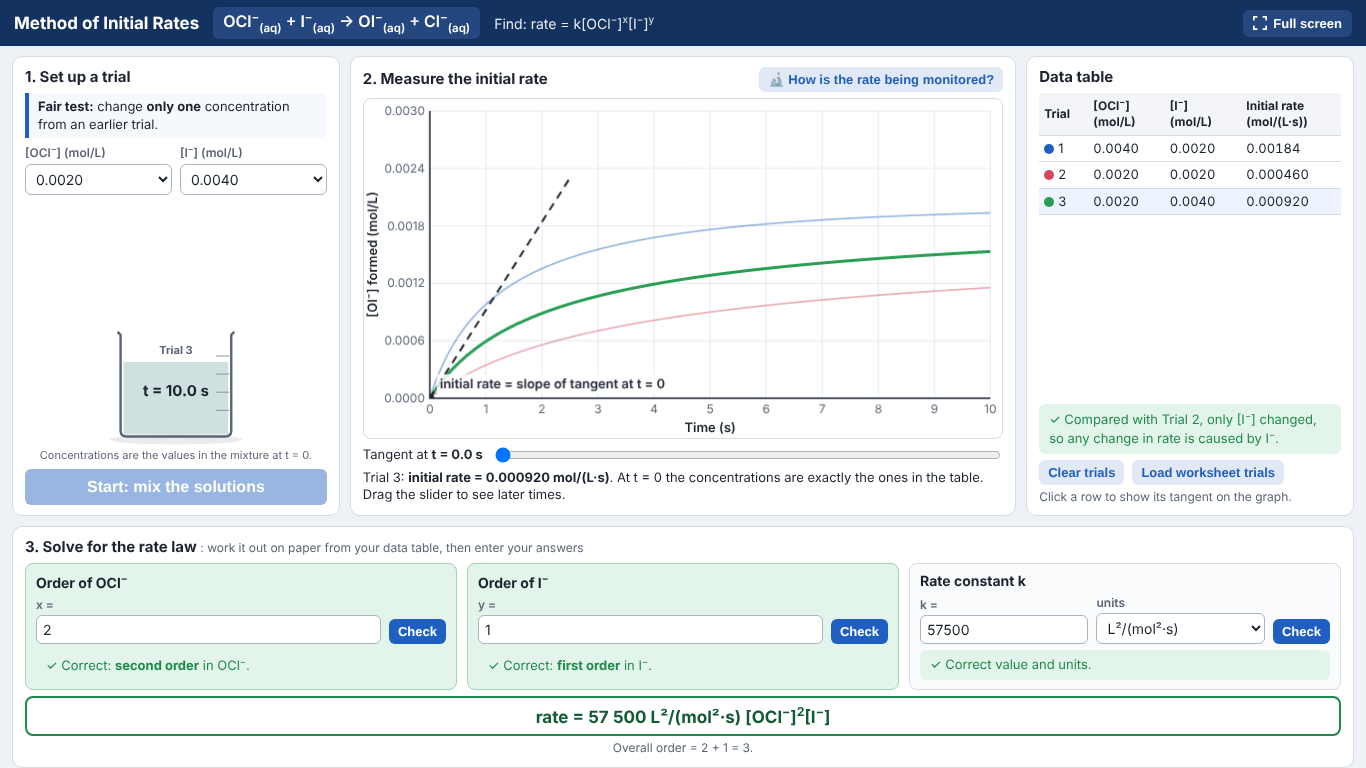 Method of Initial Rates
OCl⁻(aq) + I⁻(aq) → OI⁻(aq) + Cl⁻(aq)
Find: rate = k[OCl⁻]ˣ[I⁻]ʸ
Full screen
1. Set up a trial
Fair test: change only one concentration
from an earlier trial.
[OCl⁻] (mol/L) [I⁻] (mol/L)
0.0020 0.0040
Trial 3
t = 10.0 s
Concentrations are the values in the mixture at t = 0.
Start: mix the solutions
2. Measure the initial rate
🔬 How is the rate being monitored?
[OI⁻] formed (mol/L)
0.0030
0.0024
0.0018
0.0012
0.0006
0.0000
initial rate = slope of tangent at t = 0
0 1 2 3 4 5 6 7 8 9 10
Time (s)
Tangent at t = 0.0 s
Trial 3: initial rate = 0.000920 mol/(L·s). At t = 0 the concentrations are exactly the ones in the table.
Drag the slider to see later times.
Data table
Trial [OCl⁻] (mol/L) [I⁻] (mol/L) Initial rate (mol/(L·s))
1 0.0040 0.0020 0.00184
2 0.0020 0.0020 0.000460
3 0.0020 0.0040 0.000920
✓ Compared with Trial 2, only [I⁻] changed,
so any change in rate is caused by I⁻.
Clear trials Load worksheet trials
Click a row to show its tangent on the graph.
3. Solve for the rate law : work it out on paper from your data table, then enter your answers
Order of OCl⁻
x =
2 Check
✓ Correct: second order in OCl⁻.
Order of I⁻
y =
1 Check
✓ Correct: first order in I⁻.
Rate constant k
k = units
57500 L²/(mol²·s) Check
✓ Correct value and units.
rate = 57 500 L²/(mol²·s) [OCl⁻]²[I⁻]
Overall order = 2 + 1 = 3.